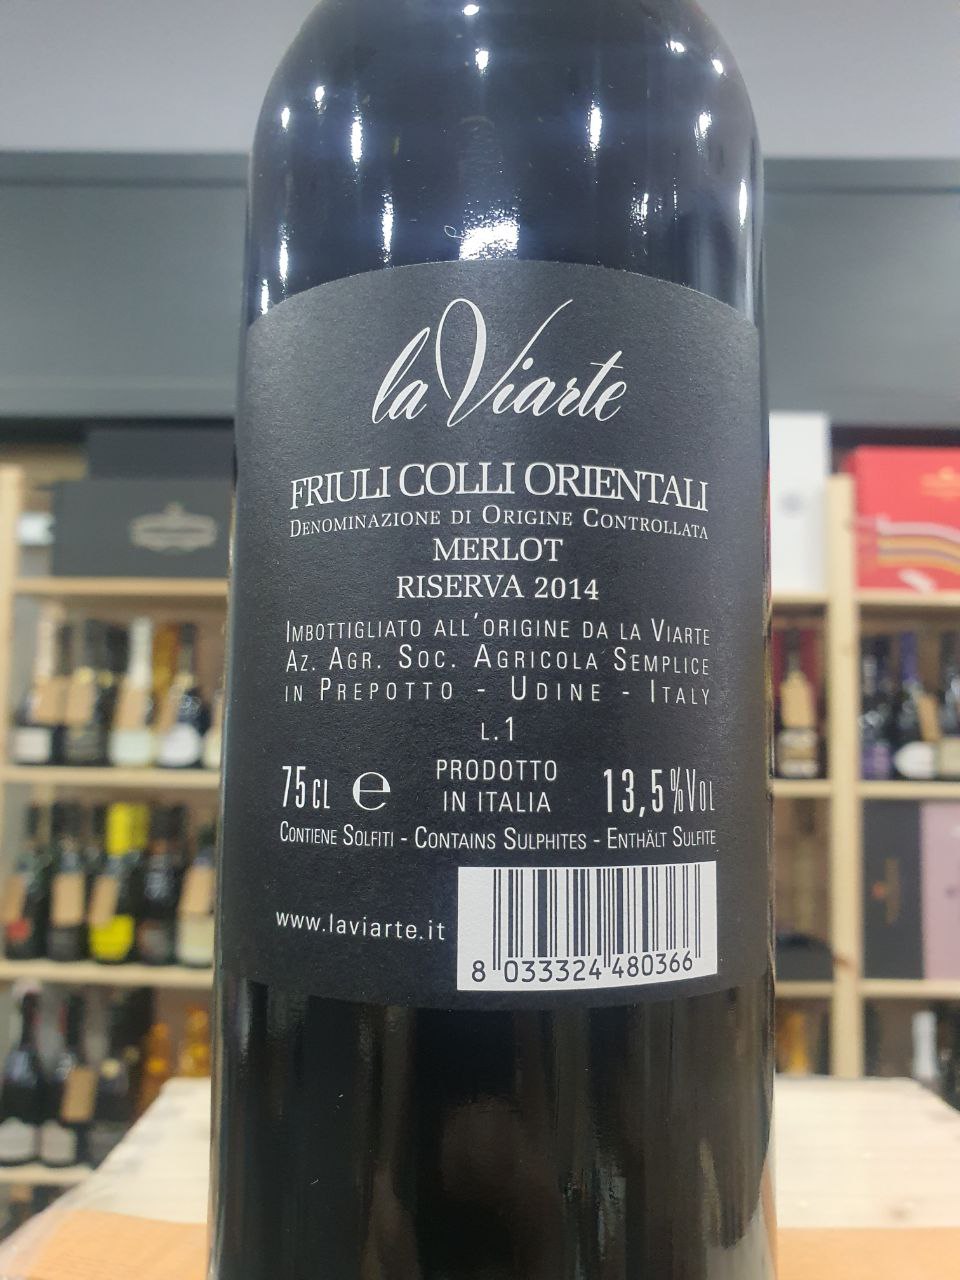 la Viarte
FRIULI COLLI ORIENTALI
DENOMINAZIONE DI ORIGINE CONTROLLATA
MERLOT
RISERVA 2014
IMBOTTIGLIATO ALL'ORIGINE DA LA VIARTE
AZ. AGR. SOC. AGRICOLA SEMPLICE
IN PREPOTTO - UDINE - ITALY
L.1
75CL e PRODOTTO IN ITALIA 13,5%VOL
CONTIENE SOLFITI - CONTAINS SULPHITES - ENTHÄLT SULFITE
www.laviarte.it
8 033324 480366